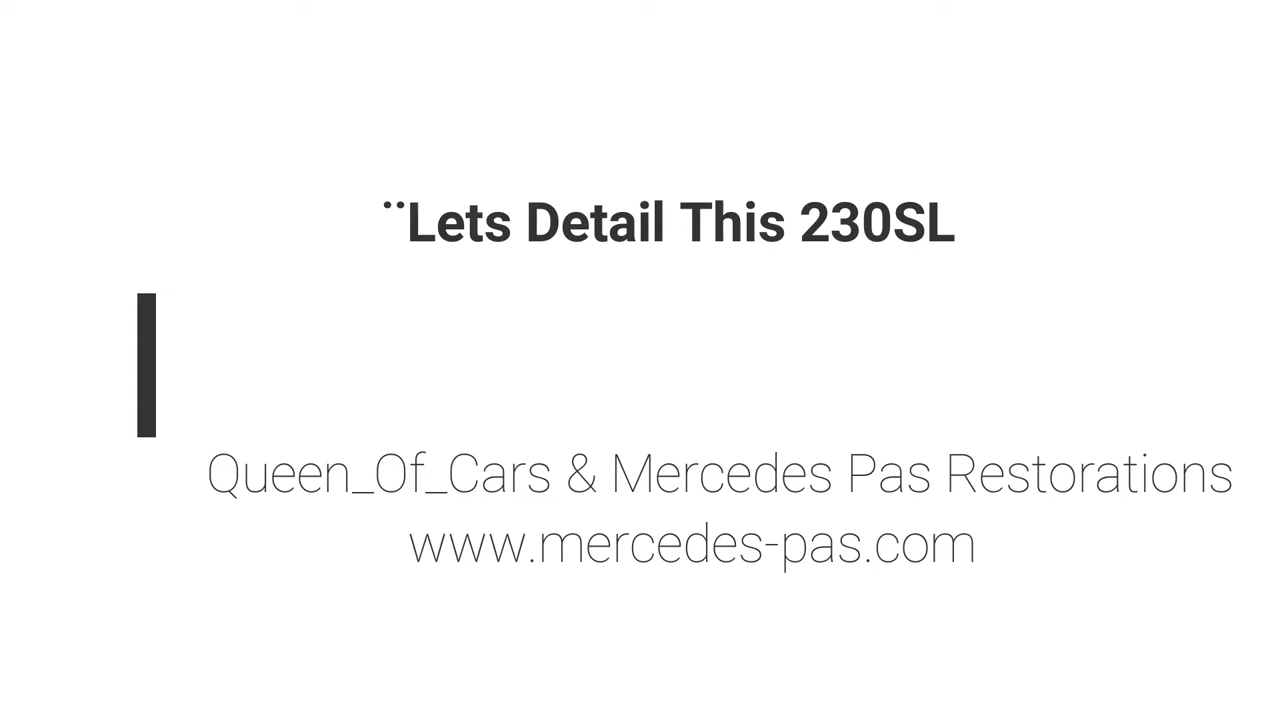 ¨Lets Detail This 230SL
Queen_Of_Cars & Mercedes Pas Restorations
www.mercedes-pas.com